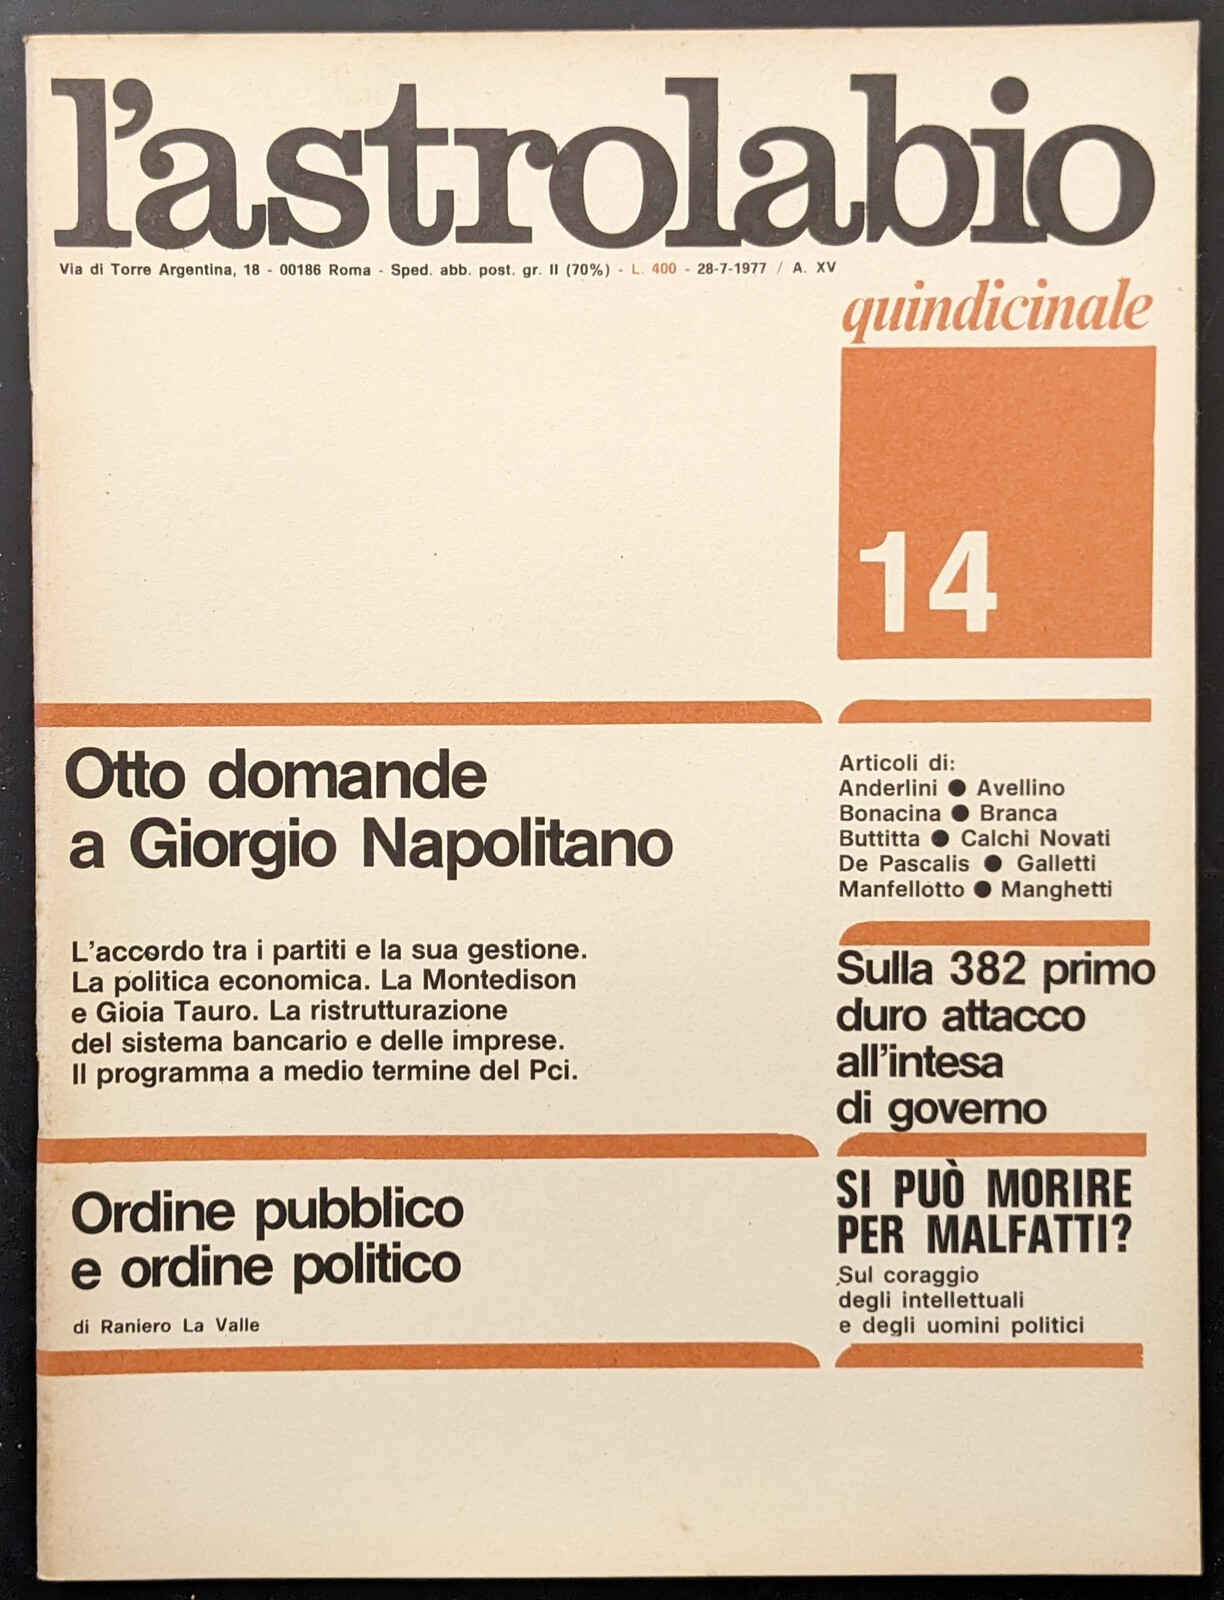 l'astrolabio
Via di Torre Argentina, 18 - 00186 Roma - Sped. abb. post. gr. II (70%) - L. 400 - 28-7-1977 / A. XV
quindicinale
14
Otto domande
a Giorgio Napolitano
L'accordo tra i partiti e la sua gestione.
La politica economica. La Montedison
e Gioia Tauro. La ristrutturazione
del sistema bancario e delle imprese.
Il programma a medio termine del Pci.
Ordine pubblico
e ordine politico
di Raniero La Valle
Articoli di:
Anderlini ● Avellino
Bonacina ● Branca
Buttitta ● Calchi Novati
De Pascalis ● Galletti
Manfellotto ● Manghetti
Sulla 382 primo
duro attacco
all'intesa
di governo
SI PUÒ MORIRE
PER MALFATTI?
Sul coraggio
degli intellettuali
e degli uomini politici